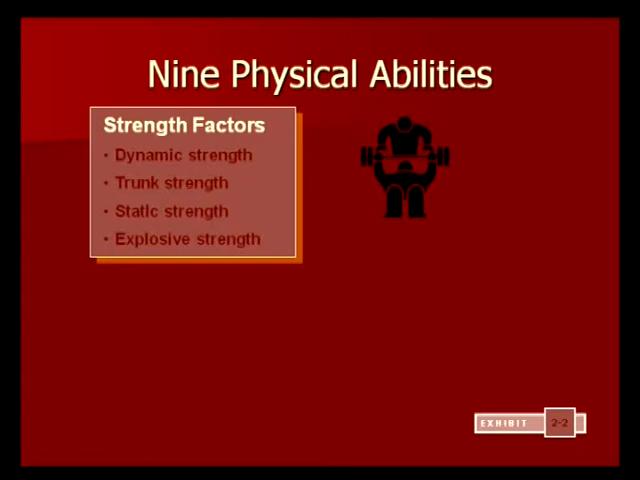 Nine Physical Abilities
Strength Factors
• Dynamic strength
• Trunk strength
• Static strength
• Explosive strength
EXHIBIT 2-2